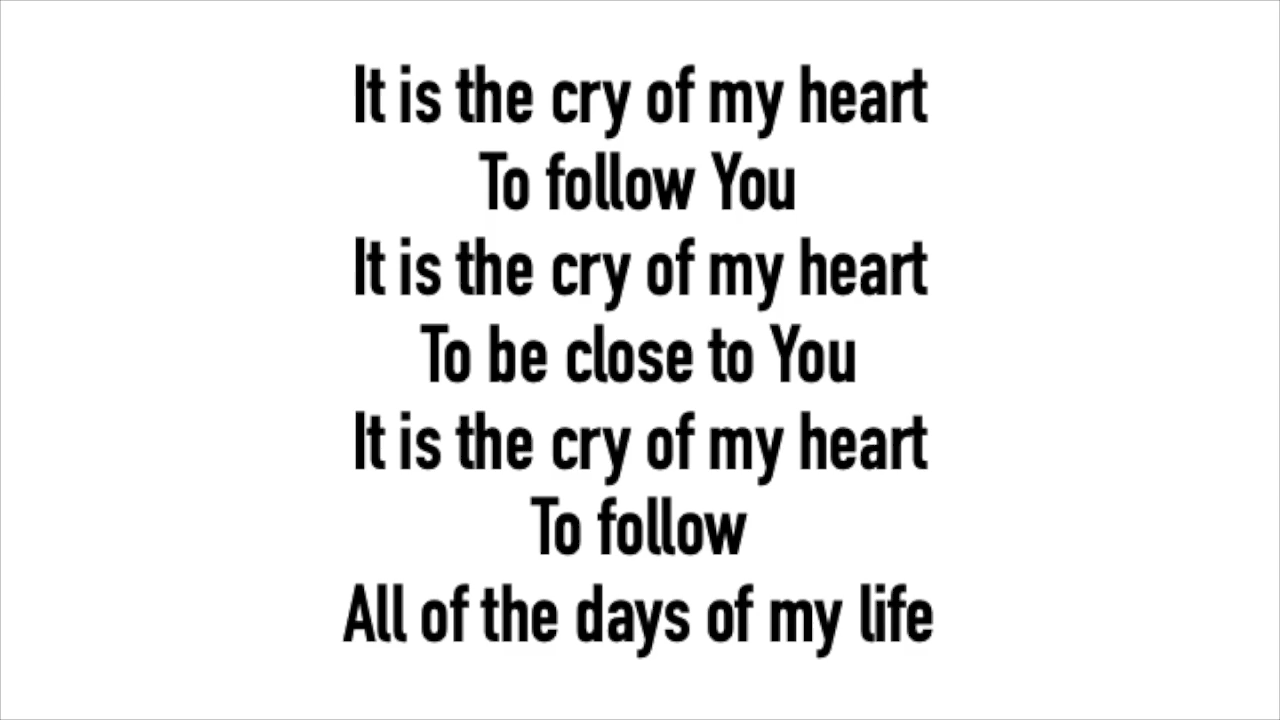 It is the cry of my heart
To follow You
It is the cry of my heart
To be close to You
It is the cry of my heart
To follow
All of the days of my life